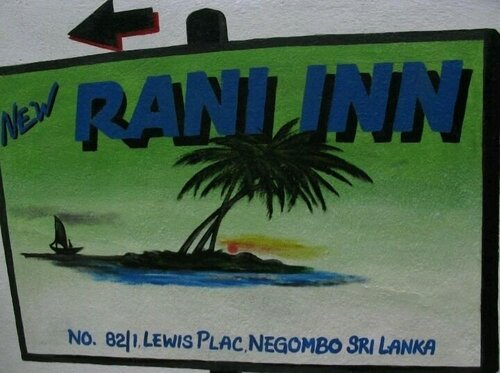 NEW
RANI INN
NO. 82/1, LEWIS PLAC, NEGOMBO SRI LANKA